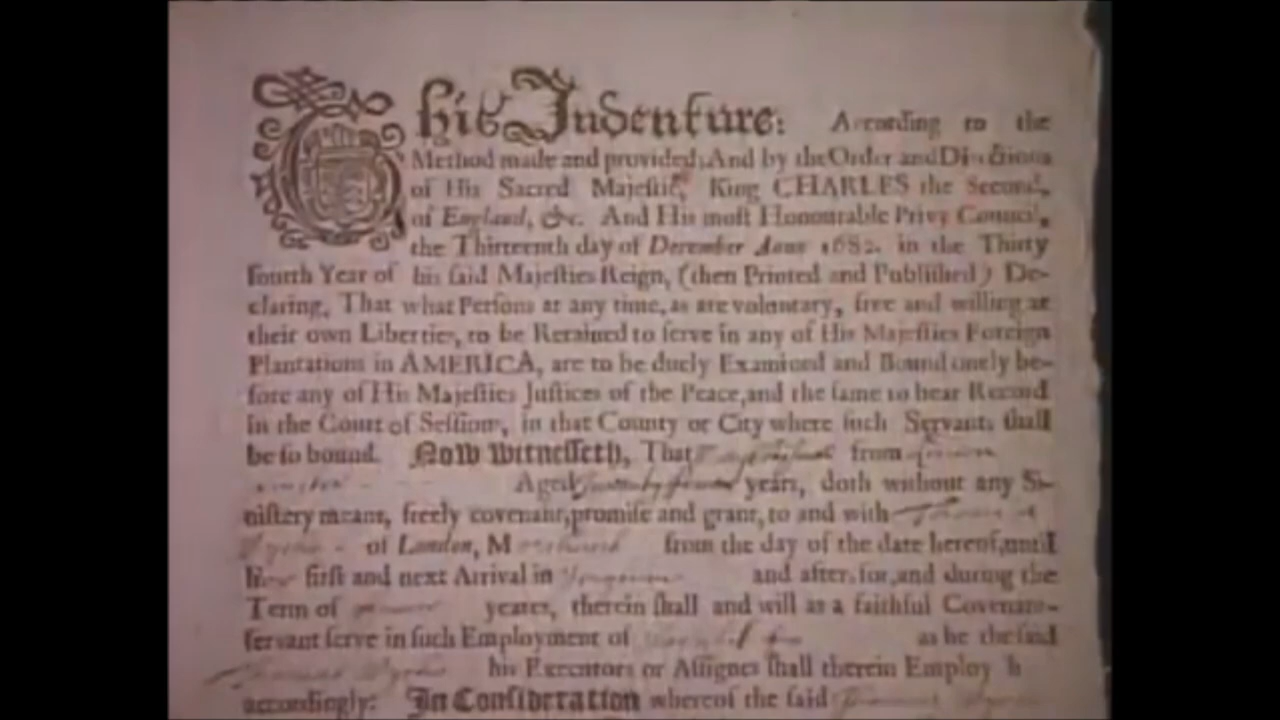 This Indenture: According to the
Method made and provided, And by the Order and Directions
of His Sacred Majestie, King CHARLES the Second,
of England, &c. And His most Honourable Privy Council,
the Thirteenth day of December Anno 1682. in the Thirty
fourth Year of his said Majesties Reign, (then Printed and Published) De-
claring, That what Persons at any time, as are voluntary, free and willing at
their own Liberties, to be Retained to serve in any of His Majesties Foreign
Plantations in AMERICA, are to be duely Examined and Bound onely be-
fore any of His Majesties Justices of the Peace, and the same to bear Record
in the Court of Sessions, in that County or City where such Servants shall
be so bound. Now Witnesseth, That from
Aged years, doth without any Si-
nistery means, freely covenant, promise and grant, to and with
of London, M from the day of the date hereof, until
first and next Arrival in and after, for, and during the
Term of yeares, therein shall and will as a faithful Covenant-
servant serve in such Employment of as he the said
his Executors or Assignes shall therein Employ h
accordingly: In Consideration whereof the said